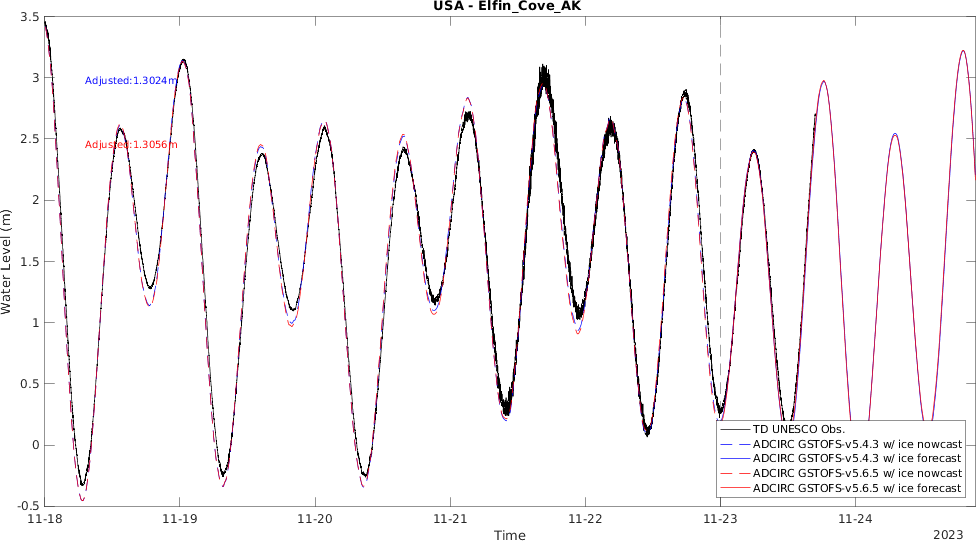 USA - Elfin_Cove_AK
3.5
3
2.5
2
1.5
1
0.5
0
-0.5
Water Level (m)
Adjusted:1.3024m
Adjusted:1.3056m
TD UNESCO Obs.
ADCIRC GSTOFS-v5.4.3 w/ ice nowcast
ADCIRC GSTOFS-v5.4.3 w/ ice forecast
ADCIRC GSTOFS-v5.6.5 w/ ice nowcast
ADCIRC GSTOFS-v5.6.5 w/ ice forecast
11-18 11-19 11-20 11-21 11-22 11-23 11-24
Time
2023